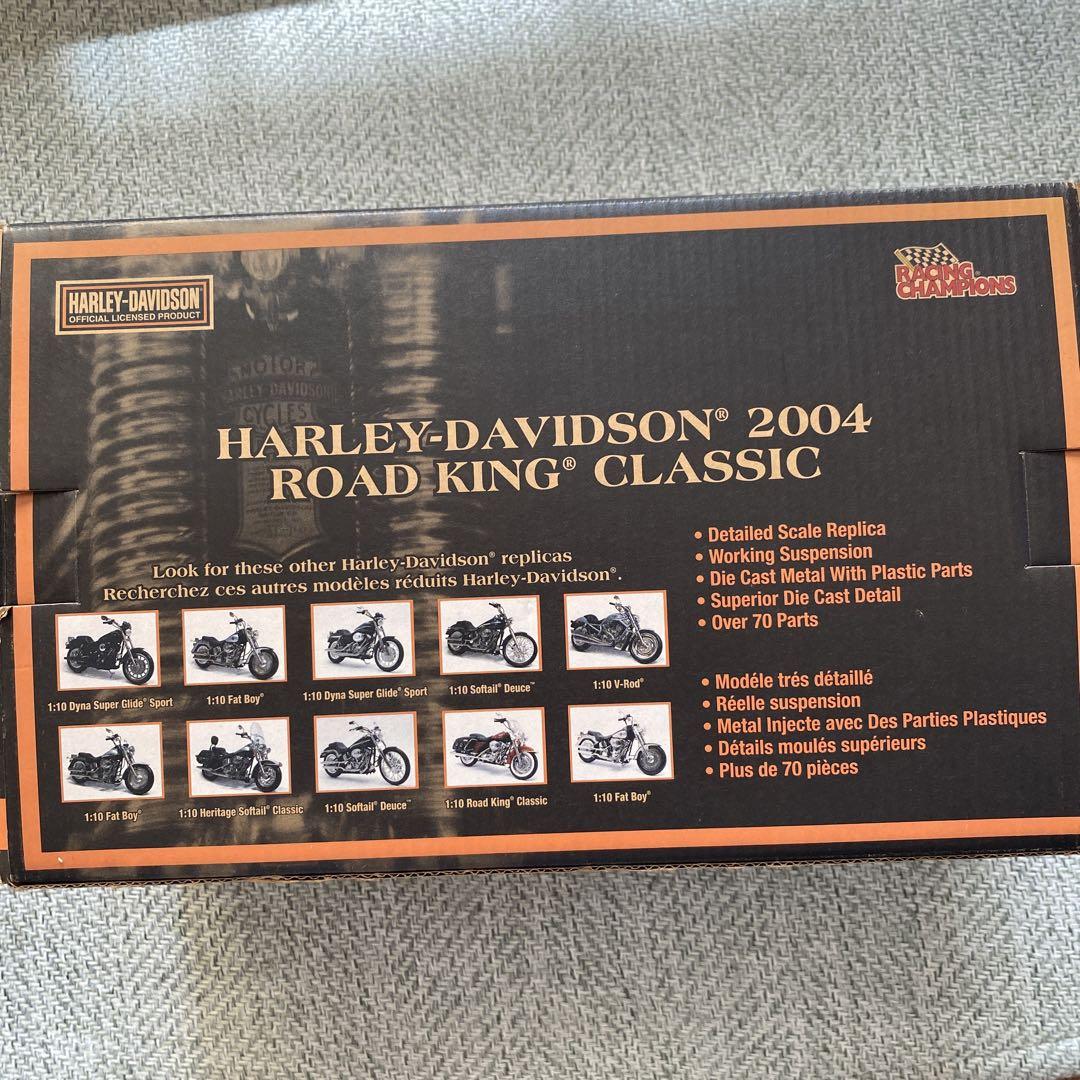 HARLEY-DAVIDSON
OFFICIAL LICENSED PRODUCT
RACING
CHAMPIONS
MOTOR
HARLEY-DAVIDSON
CYCLES
HARLEY-DAVIDSON® 2004
ROAD KING® CLASSIC
Look for these other Harley-Davidson® replicas
Recherchez ces autres modèles réduits Harley-Davidson®.
1:10 Dyna Super Glide® Sport
1:10 Fat Boy®
1:10 Dyna Super Glide® Sport
1:10 Softail® Deuce™
1:10 V-Rod®
1:10 Fat Boy®
1:10 Heritage Softail® Classic
1:10 Softail® Deuce™
1:10 Road King® Classic
1:10 Fat Boy®
• Detailed Scale Replica
• Working Suspension
• Die Cast Metal With Plastic Parts
• Superior Die Cast Detail
• Over 70 Parts
• Modéle trés détaillé
• Réelle suspension
• Metal Injecte avec Des Parties Plastiques
• Détails moulés supérieurs
• Plus de 70 pièces